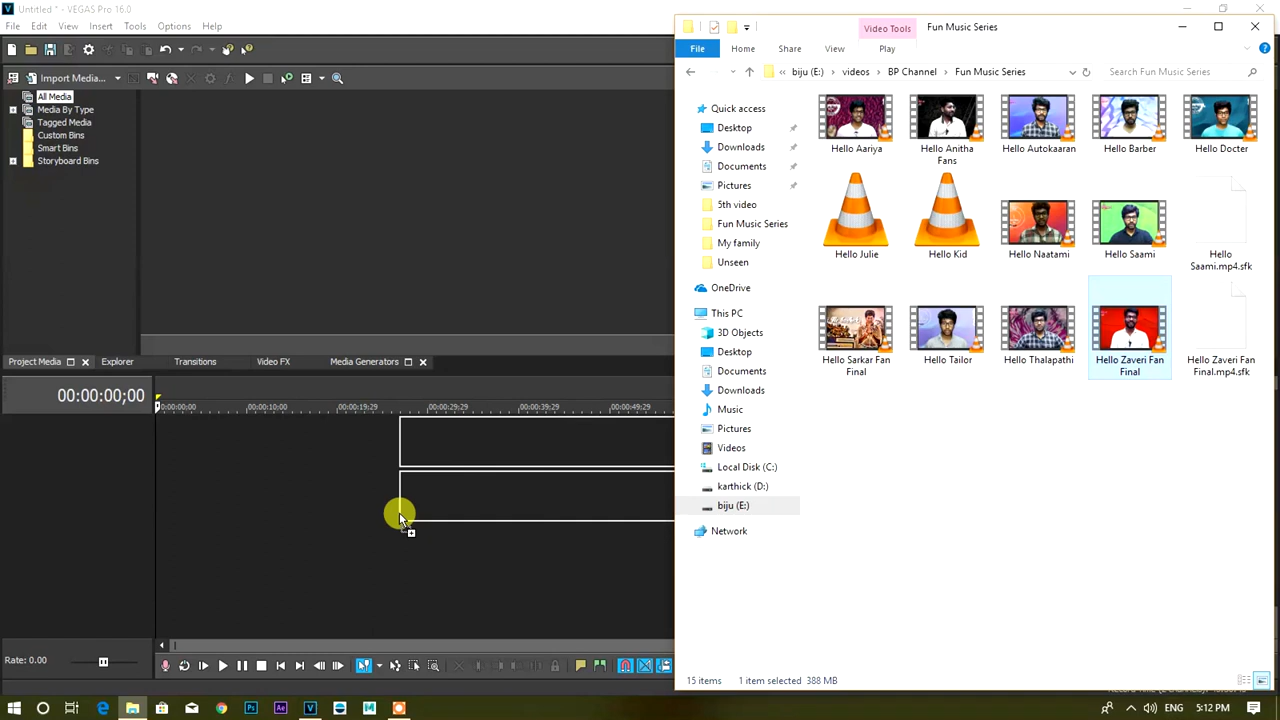 Untitled * - VEGAS Pro 16.0
File Edit View Insert Tools Options Help
Import Media...
All Media
Media
Custom Bins
Smart Bins
Storyboard Bins
Project Media Explorer Transitions Video FX Media Generators
00:00:00;00
00:00:00;00 00:00:10;00 00:00:19;29 00:00:29;29 00:00:39;29 00:00:49;29
Rate: 0.00
Video Tools
Fun Music Series
File Home Share View Play
« biju (E:) videos BP Channel Fun Music Series
Search Fun Music Series
Quick access
Desktop
Downloads
Documents
Pictures
5th video
Fun Music Series
My family
Unseen
OneDrive
This PC
3D Objects
Desktop
Documents
Downloads
Music
Pictures
Videos
Local Disk (C:)
karthick (D:)
biju (E:)
Network
Hello Aariya
Hello Anitha
Fans
Hello Autokaaran
Hello Barber
Hello Docter
Hello Julie
Hello Kid
Hello Naatami
Hello Saami
Hello
Saami.mp4.sfk
Hello Sarkar Fan
Final
Hello Tailor
Hello Thalapathi
Hello Zaveri Fan
Final
Hello Zaveri Fan
Final.mp4.sfk
15 items 1 item selected 388 MB
ENG 5:12 PM